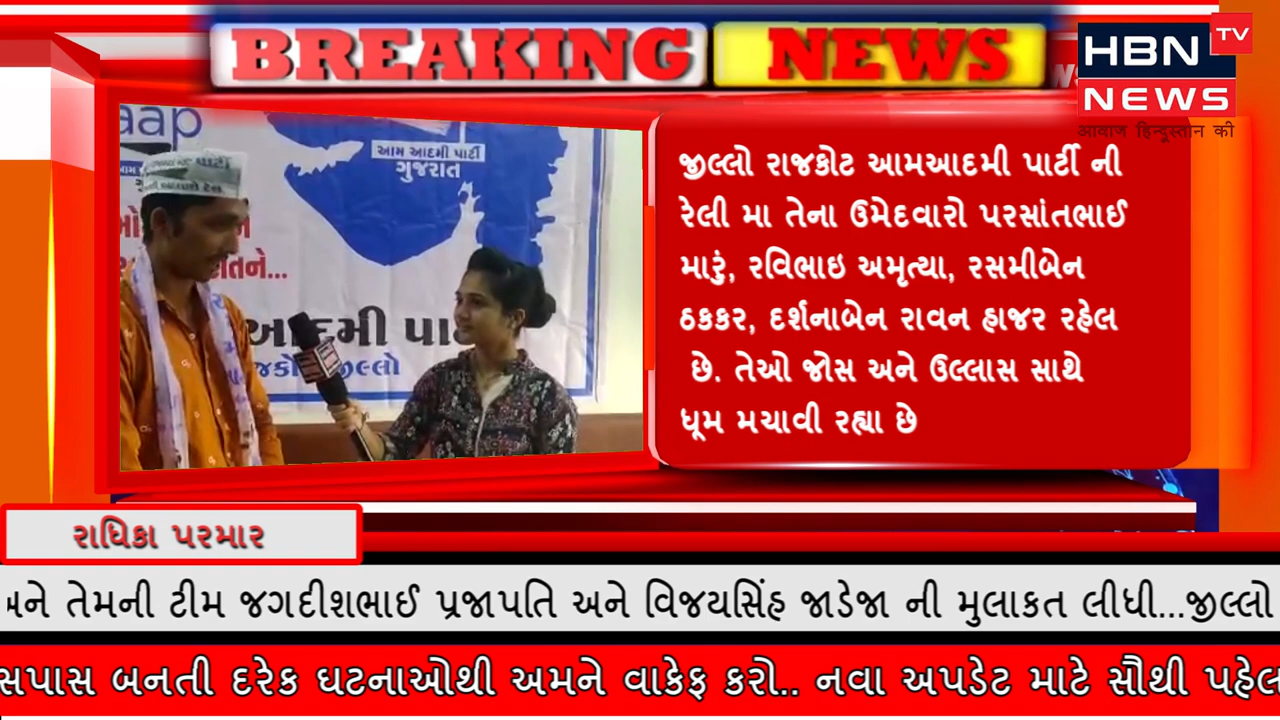 BREAKING NEWS
HBN TV
NEWS
आवाज हिन्दुस्तान की
aap
આમ આદમી પાર્ટી
ગુજરાત
જીલ્લો રાજકોટ આમઆદમી પાર્ટી ની
રેલી મા તેના ઉમેદવારો પરસાંતભાઈ
મારું, રવિભાઇ અમૃત્યા, રસમીબેન
ઠકકર, દર્શનાબેન રાવન હાજર રહેલ
છે. તેઓ જોસ અને ઉલ્લાસ સાથે
ધૂમ મચાવી રહ્યા છે
રાધિકા પરમાર
અને તેમની ટીમ જગદીશભાઈ પ્રજાપતિ અને વિજયસિંહ જાડેજા ની મુલાકત લીધી...જીલ્લો
સપાસ બનતી દરેક ઘટનાઓથી અમને વાકેફ કરો.. નવા અપડેટ માટે સૌથી પહેલ